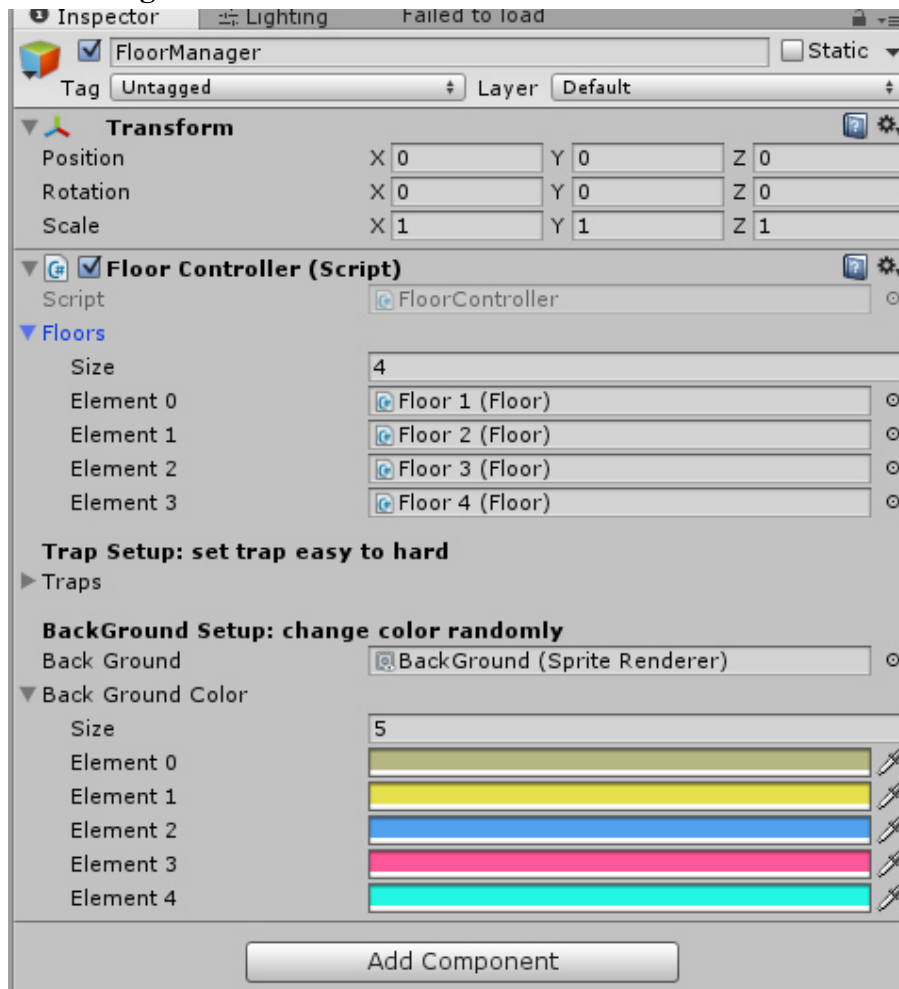 Inspector Lighting Failed to load
FloorManager Static
Tag Untagged Layer Default
Transform
Position X 0 Y 0 Z 0
Rotation X 0 Y 0 Z 0
Scale X 1 Y 1 Z 1
Floor Controller (Script)
Script FloorController
Floors
Size 4
Element 0 Floor 1 (Floor)
Element 1 Floor 2 (Floor)
Element 2 Floor 3 (Floor)
Element 3 Floor 4 (Floor)
Trap Setup: set trap easy to hard
Traps
BackGround Setup: change color randomly
Back Ground BackGround (Sprite Renderer)
Back Ground Color
Size 5
Element 0
Element 1
Element 2
Element 3
Element 4
Add Component